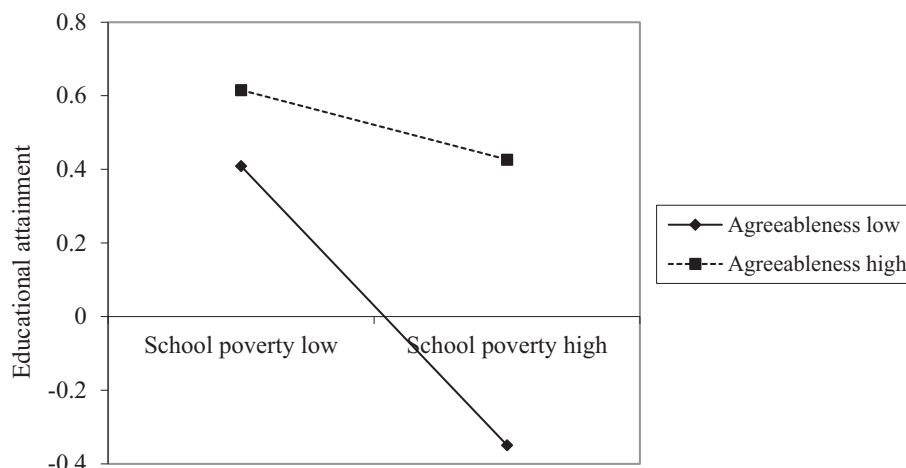 0.8
0.6
0.4
0.2
0
-0.2
-0.4
Educational attainment
School poverty low
School poverty high
Agreeableness low
Agreeableness high